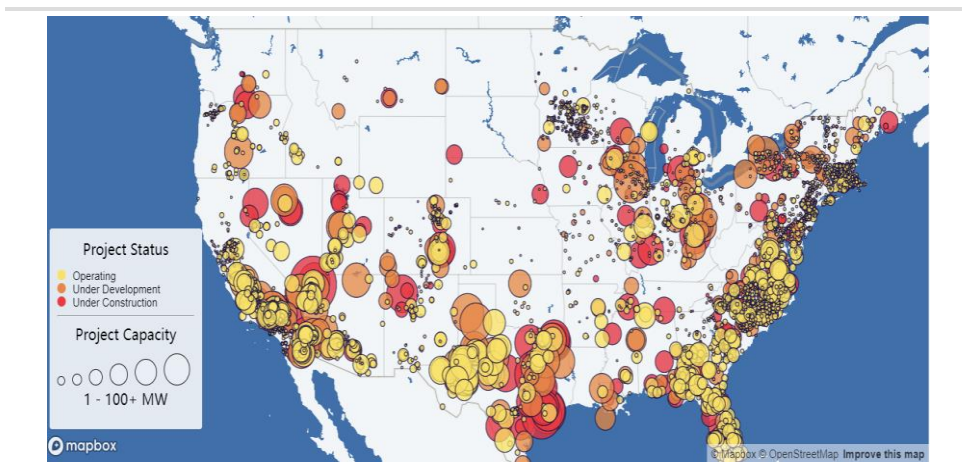 Project Status
Operating
Under Development
Under Construction
Project Capacity
1 - 100+ MW
mapbox
© Mapbox © OpenStreetMap Improve this map